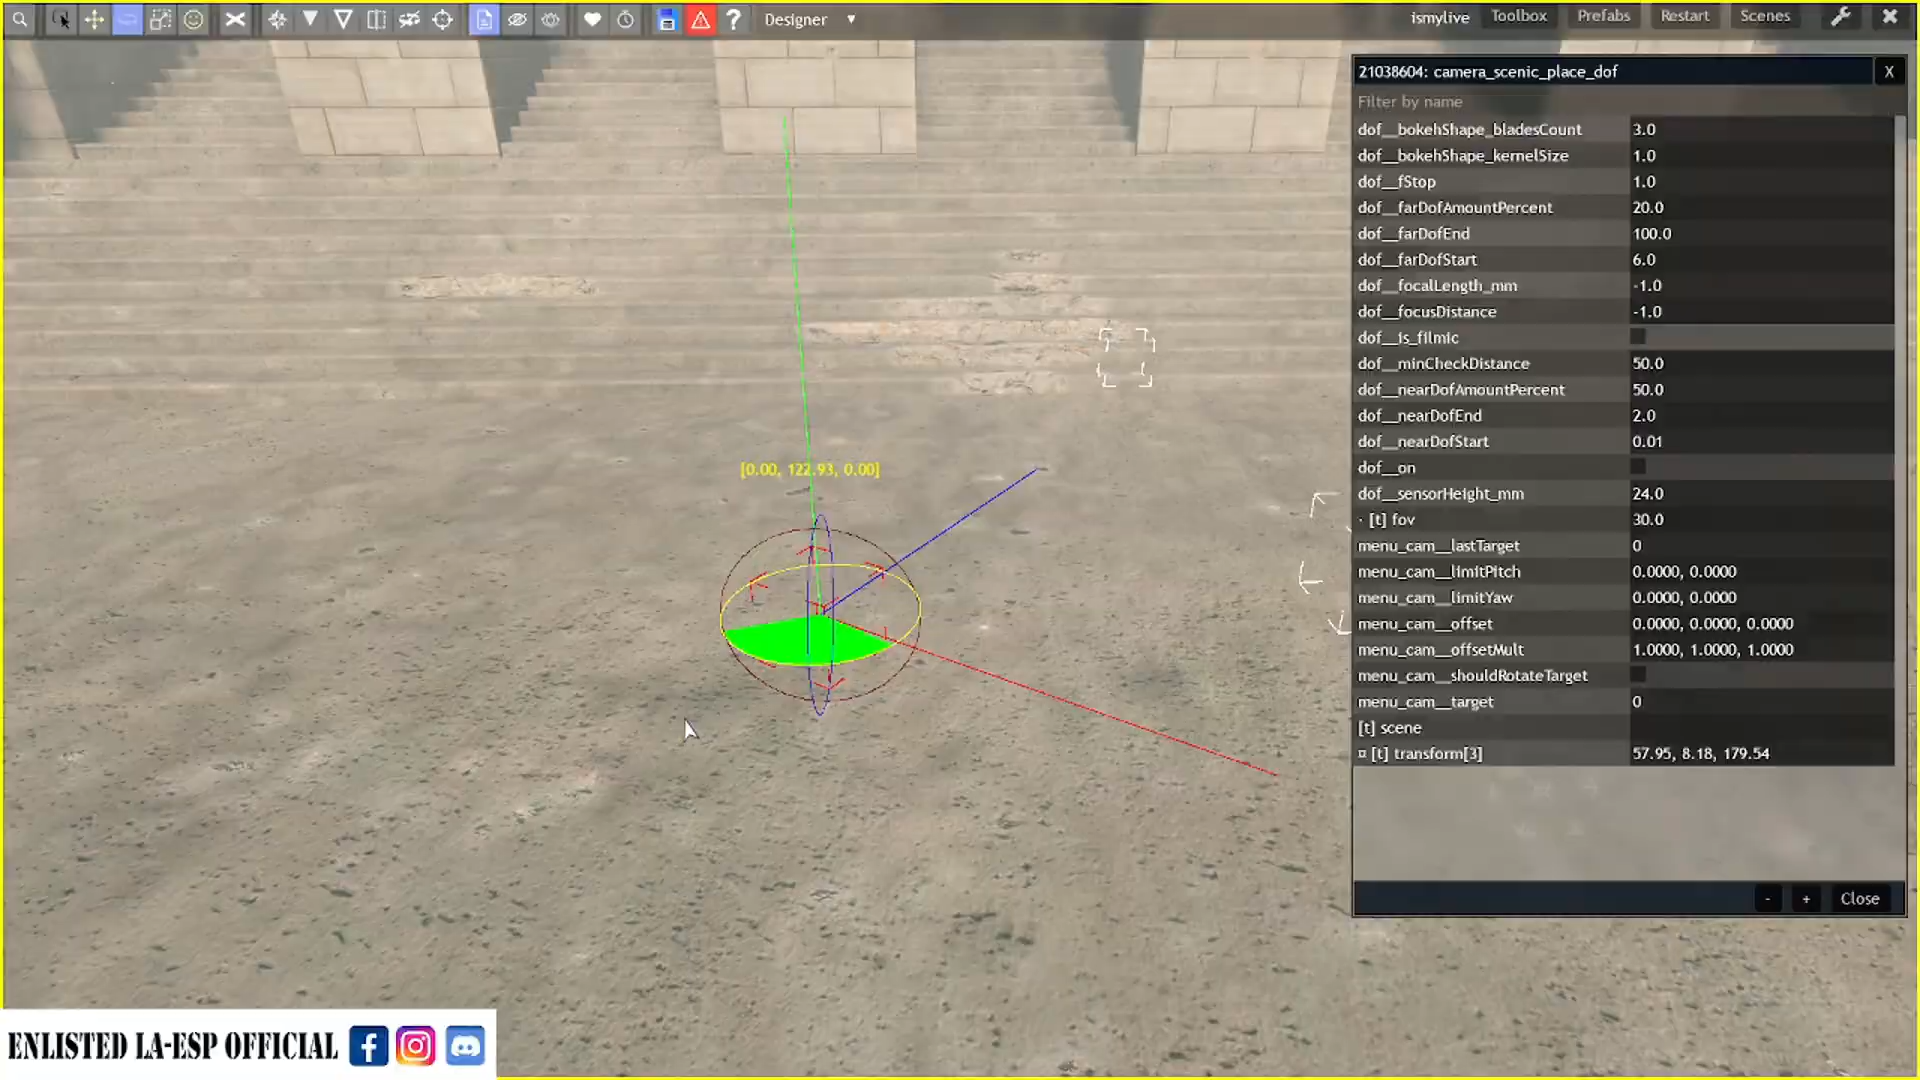 Designer
ismylive
Toolbox
Prefabs
Restart
Scenes
21038604: camera_scenic_place_dof
X
Filter by name
dof__bokehShape_bladesCount 3.0
dof__bokehShape_kernelSize 1.0
dof__fStop 1.0
dof__farDofAmountPercent 20.0
dof__farDofEnd 100.0
dof__farDofStart 6.0
dof__focalLength_mm -1.0
dof__focusDistance -1.0
dof__is_filmic
dof__minCheckDistance 50.0
dof__nearDofAmountPercent 50.0
dof__nearDofEnd 2.0
dof__nearDofStart 0.01
dof__on
dof__sensorHeight_mm 24.0
· [t] fov 30.0
menu_cam__lastTarget 0
menu_cam__limitPitch 0.0000, 0.0000
menu_cam__limitYaw 0.0000, 0.0000
menu_cam__offset 0.0000, 0.0000, 0.0000
menu_cam__offsetMult 1.0000, 1.0000, 1.0000
menu_cam__shouldRotateTarget
menu_cam__target 0
[t] scene
¤ [t] transform[3] 57.95, 8.18, 179.54
- + Close
[0.00, 122.93, 0.00]
ENLISTED LA-ESP OFFICIAL